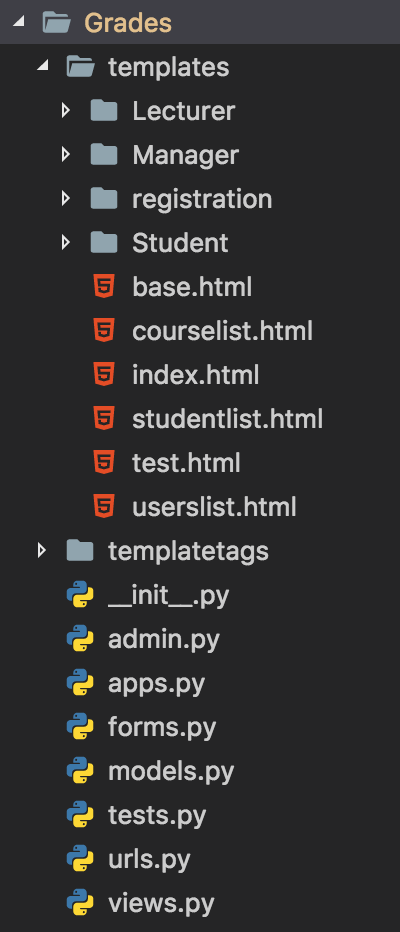 Grades
templates
Lecturer
Manager
registration
Student
base.html
courselist.html
index.html
studentlist.html
test.html
userslist.html
templatetags
__init__.py
admin.py
apps.py
forms.py
models.py
tests.py
urls.py
views.py